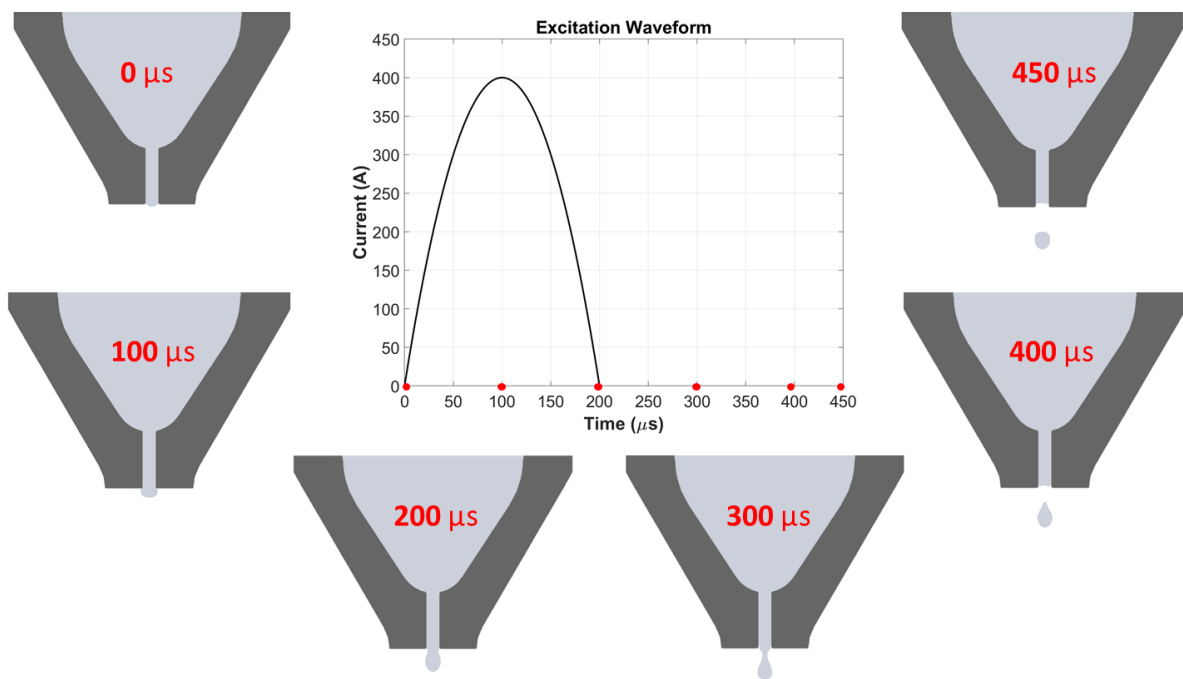 Excitation Waveform
0 μs
450 μs
450
400
350
300
250
200
150
100
50
0
Current (A)
0 50 100 150 200 250 300 350 400 450
Time (μs)
100 μs
400 μs
200 μs
300 μs